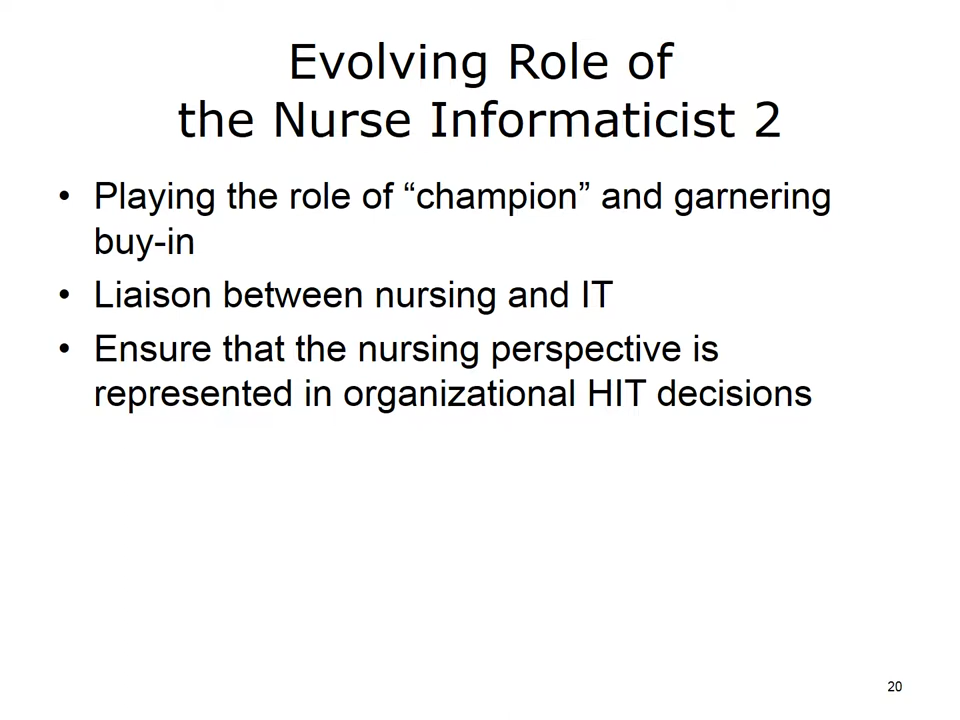 Evolving Role of
the Nurse Informaticist 2
• Playing the role of “champion” and garnering
buy-in
• Liaison between nursing and IT
• Ensure that the nursing perspective is
represented in organizational HIT decisions
20